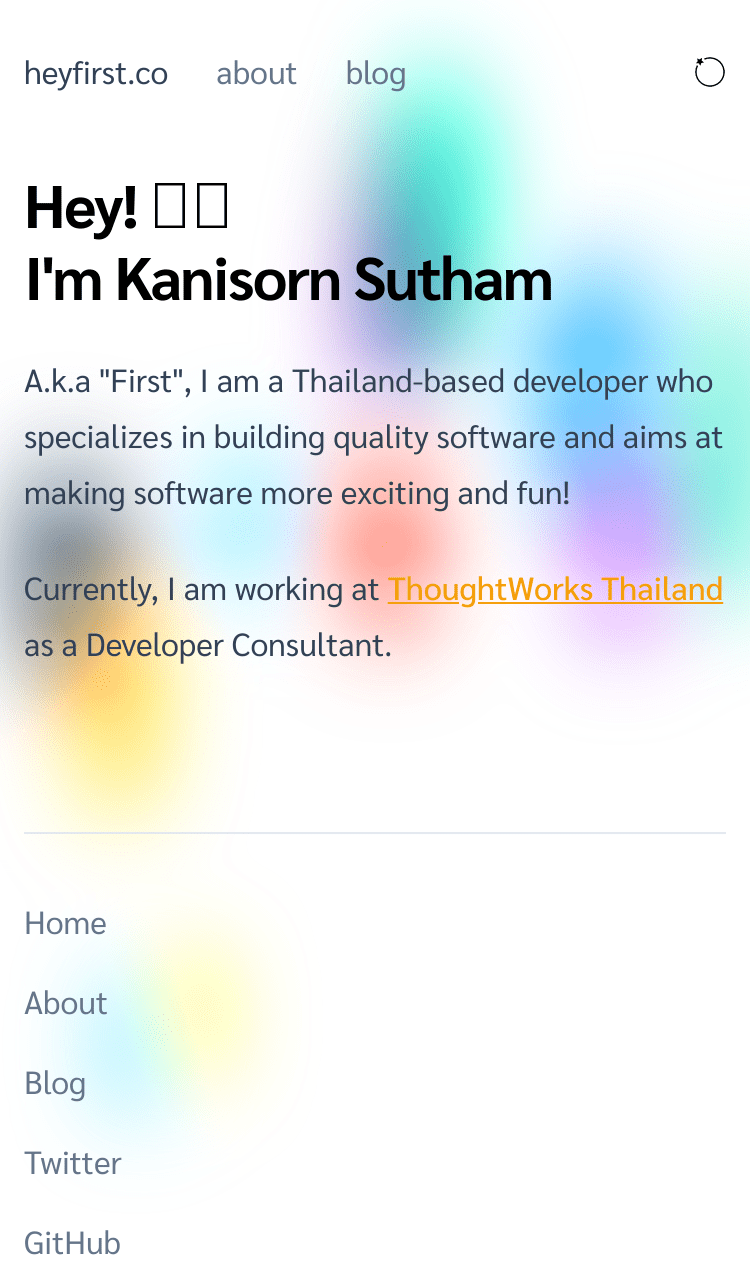 heyfirst.co about blog
Hey!
I'm Kanisorn Sutham
A.k.a "First", I am a Thailand-based developer who
specializes in building quality software and aims at
making software more exciting and fun!
Currently, I am working at ThoughtWorks Thailand
as a Developer Consultant.
Home
About
Blog
Twitter
GitHub